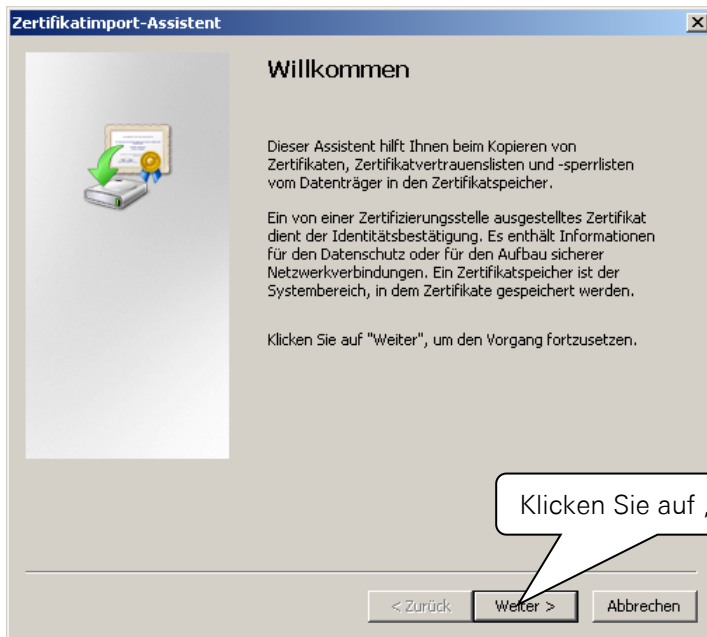 Zertifikatimport-Assistent
Willkommen
Dieser Assistent hilft Ihnen beim Kopieren von
Zertifikaten, Zertifikatvertrauenslisten und -sperrlisten
vom Datenträger in den Zertifikatspeicher.
Ein von einer Zertifizierungsstelle ausgestelltes Zertifikat
dient der Identitätsbestätigung. Es enthält Informationen
für den Datenschutz oder für den Aufbau sicherer
Netzwerkverbindungen. Ein Zertifikatspeicher ist der
Systembereich, in dem Zertifikate gespeichert werden.
Klicken Sie auf "Weiter", um den Vorgang fortzusetzen.
Klicken Sie auf „
< Zurück
Weiter >
Abbrechen